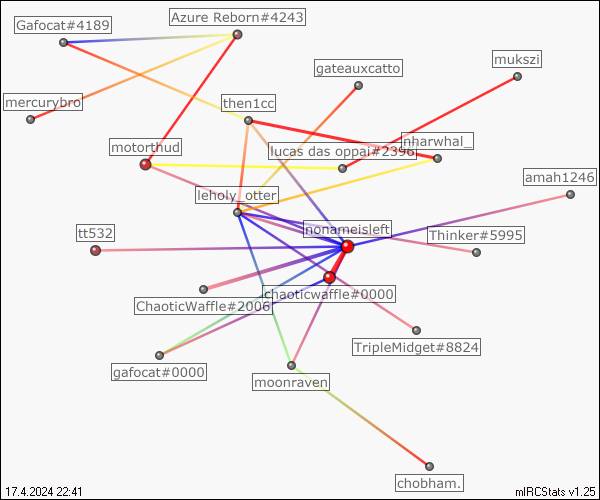 Azure Reborn#4243
Gafocat#4189
mukszi
gateauxcatto
mercurybro
then1cc
nharwhal_
motorthud
lucas das oppai#2396
amah1246
leholy_otter
nonameisleft
tt532
Thinker#5995
chaoticwaffle#0000
ChaoticWaffle#2006
TripleMidget#8824
gafocat#0000
moonraven
chobham.
17.4.2024 22:41
mIRCStats v1.25